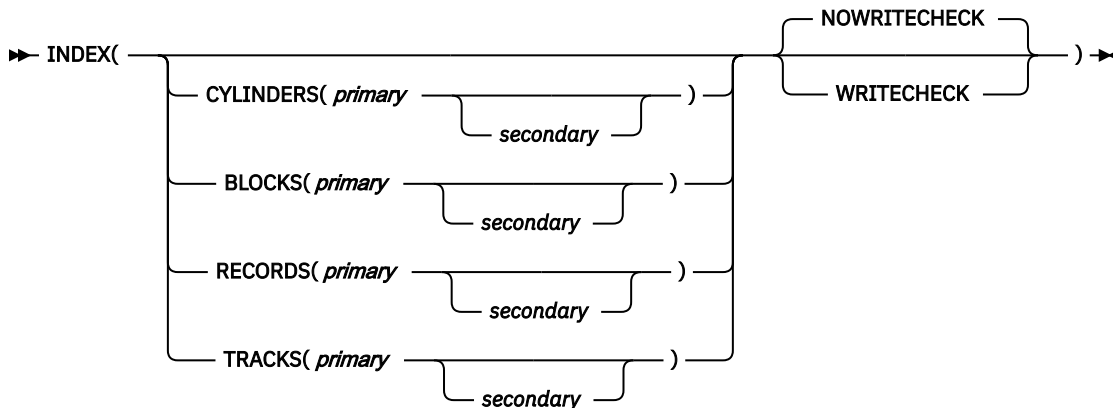 NOWRITECHECK
INDEX( )
WRITECHECK
CYLINDERS( primary )
secondary
BLOCKS( primary )
secondary
RECORDS( primary )
secondary
TRACKS( primary )
secondary